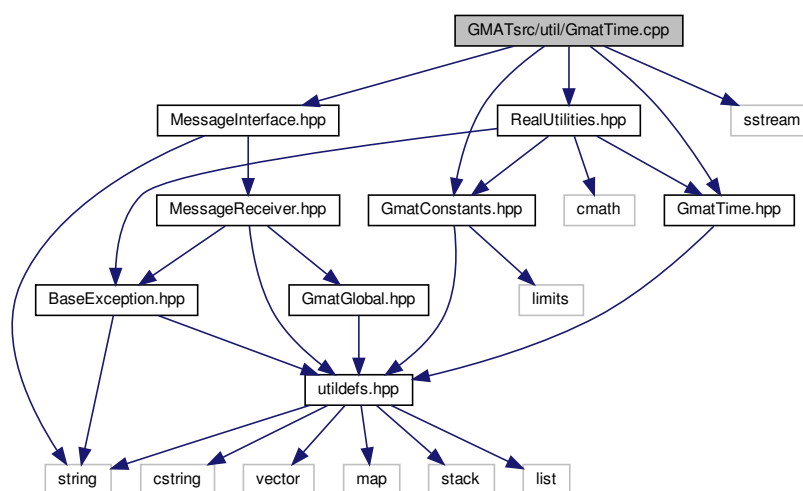 GMATsrc/util/GmatTime.cpp
MessageInterface.hpp
RealUtilities.hpp
sstream
MessageReceiver.hpp
GmatConstants.hpp
cmath
GmatTime.hpp
BaseException.hpp
GmatGlobal.hpp
limits
utildefs.hpp
string
cstring
vector
map
stack
list